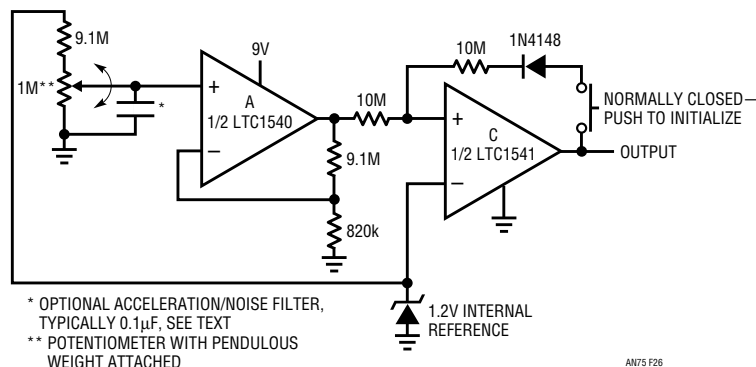 9.1M
1M**
*
+
–
A
1/2 LTC1540
9V
10M
9.1M
820k
10M
1N4148
+
–
C
1/2 LTC1541
NORMALLY CLOSED—
PUSH TO INITIALIZE
OUTPUT
1.2V INTERNAL
REFERENCE
* OPTIONAL ACCELERATION/NOISE FILTER,
TYPICALLY 0.1µF, SEE TEXT
** POTENTIOMETER WITH PENDULOUS
WEIGHT ATTACHED
AN75 F26